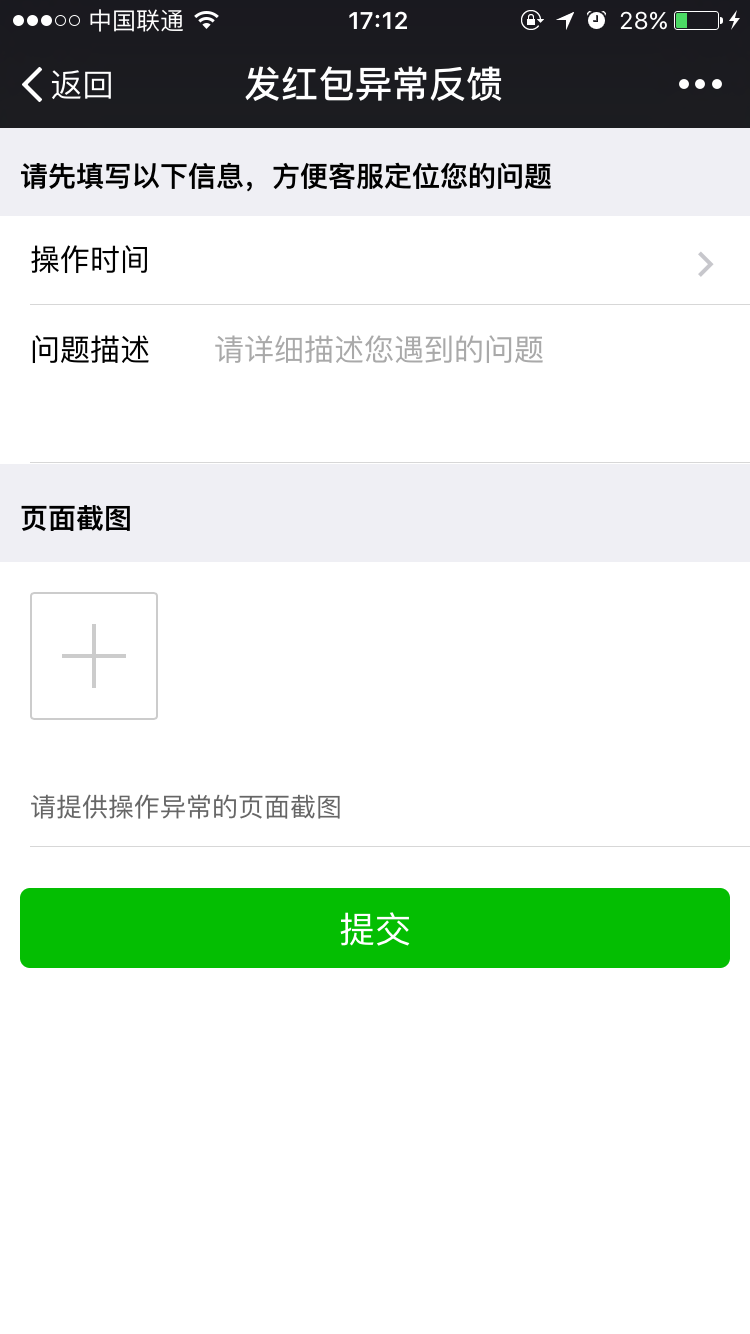 中国联通 17:12 28%
返回 发红包异常反馈
请先填写以下信息，方便客服定位您的问题
操作时间
问题描述 请详细描述您遇到的问题
页面截图
请提供操作异常的页面截图
提交